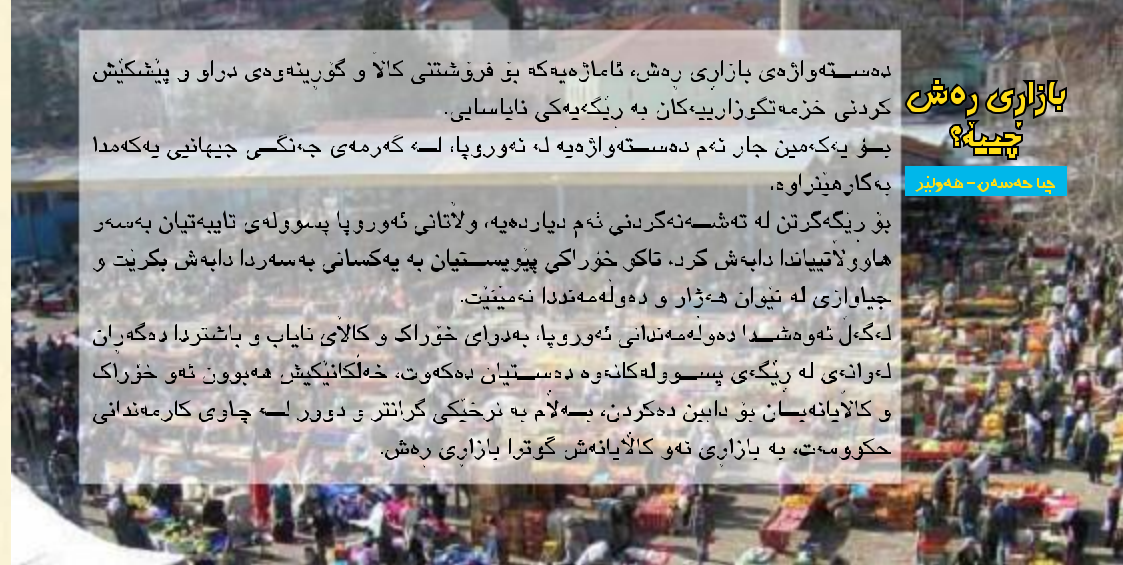 بازاڕی ڕەش
چییە؟
چیا حەسەن - هەولێر
دەستەواژەی بازاڕی ڕەش، ئاماژەیەکە بۆ فرۆشتنی کاڵا و گۆڕینەوەی دراو و پێشکێش
کردنی خزمەتگوزارییەکان بە ڕێگەیەکی نایاسایی.
بۆ یەکەمین جار ئەم دەستەواژەیە لە ئەوروپا، لە گەرمەی جەنگی جیهانیی یەکەمدا
بەکارهێنراوە.
بۆ ڕێگەگرتن لە تەشەنەکردنی ئەم دیاردەیە، وڵاتانی ئەوروپا پسوولەی تایبەتیان بەسەر
هاووڵاتییاندا دابەش کرد، تاکو خۆراکی پێویستیان بە یەکسانی بەسەردا دابەش بکرێت و
جیاوازی لە نێوان هەژار و دەوڵەمەنددا نەمێنێت.
لەگەڵ ئەوەشدا دەوڵەمەندانی ئەوروپا، بەدوای خۆراک و کاڵای نایاب و باشتردا دەگەڕان
لەوانەی لە ڕێگەی پسوولەکانەوە دەستیان دەکەوت، خەڵکانێکیش هەبوون ئەو خۆراک
و کاڵایانەیان بۆ دابین دەکردن، بەڵام بە نرخێکی گرانتر و دوور لە چاوی کارمەندانی
حکوومەت، بە بازاڕی ئەو کاڵایانەش گوترا بازاڕی ڕەش.